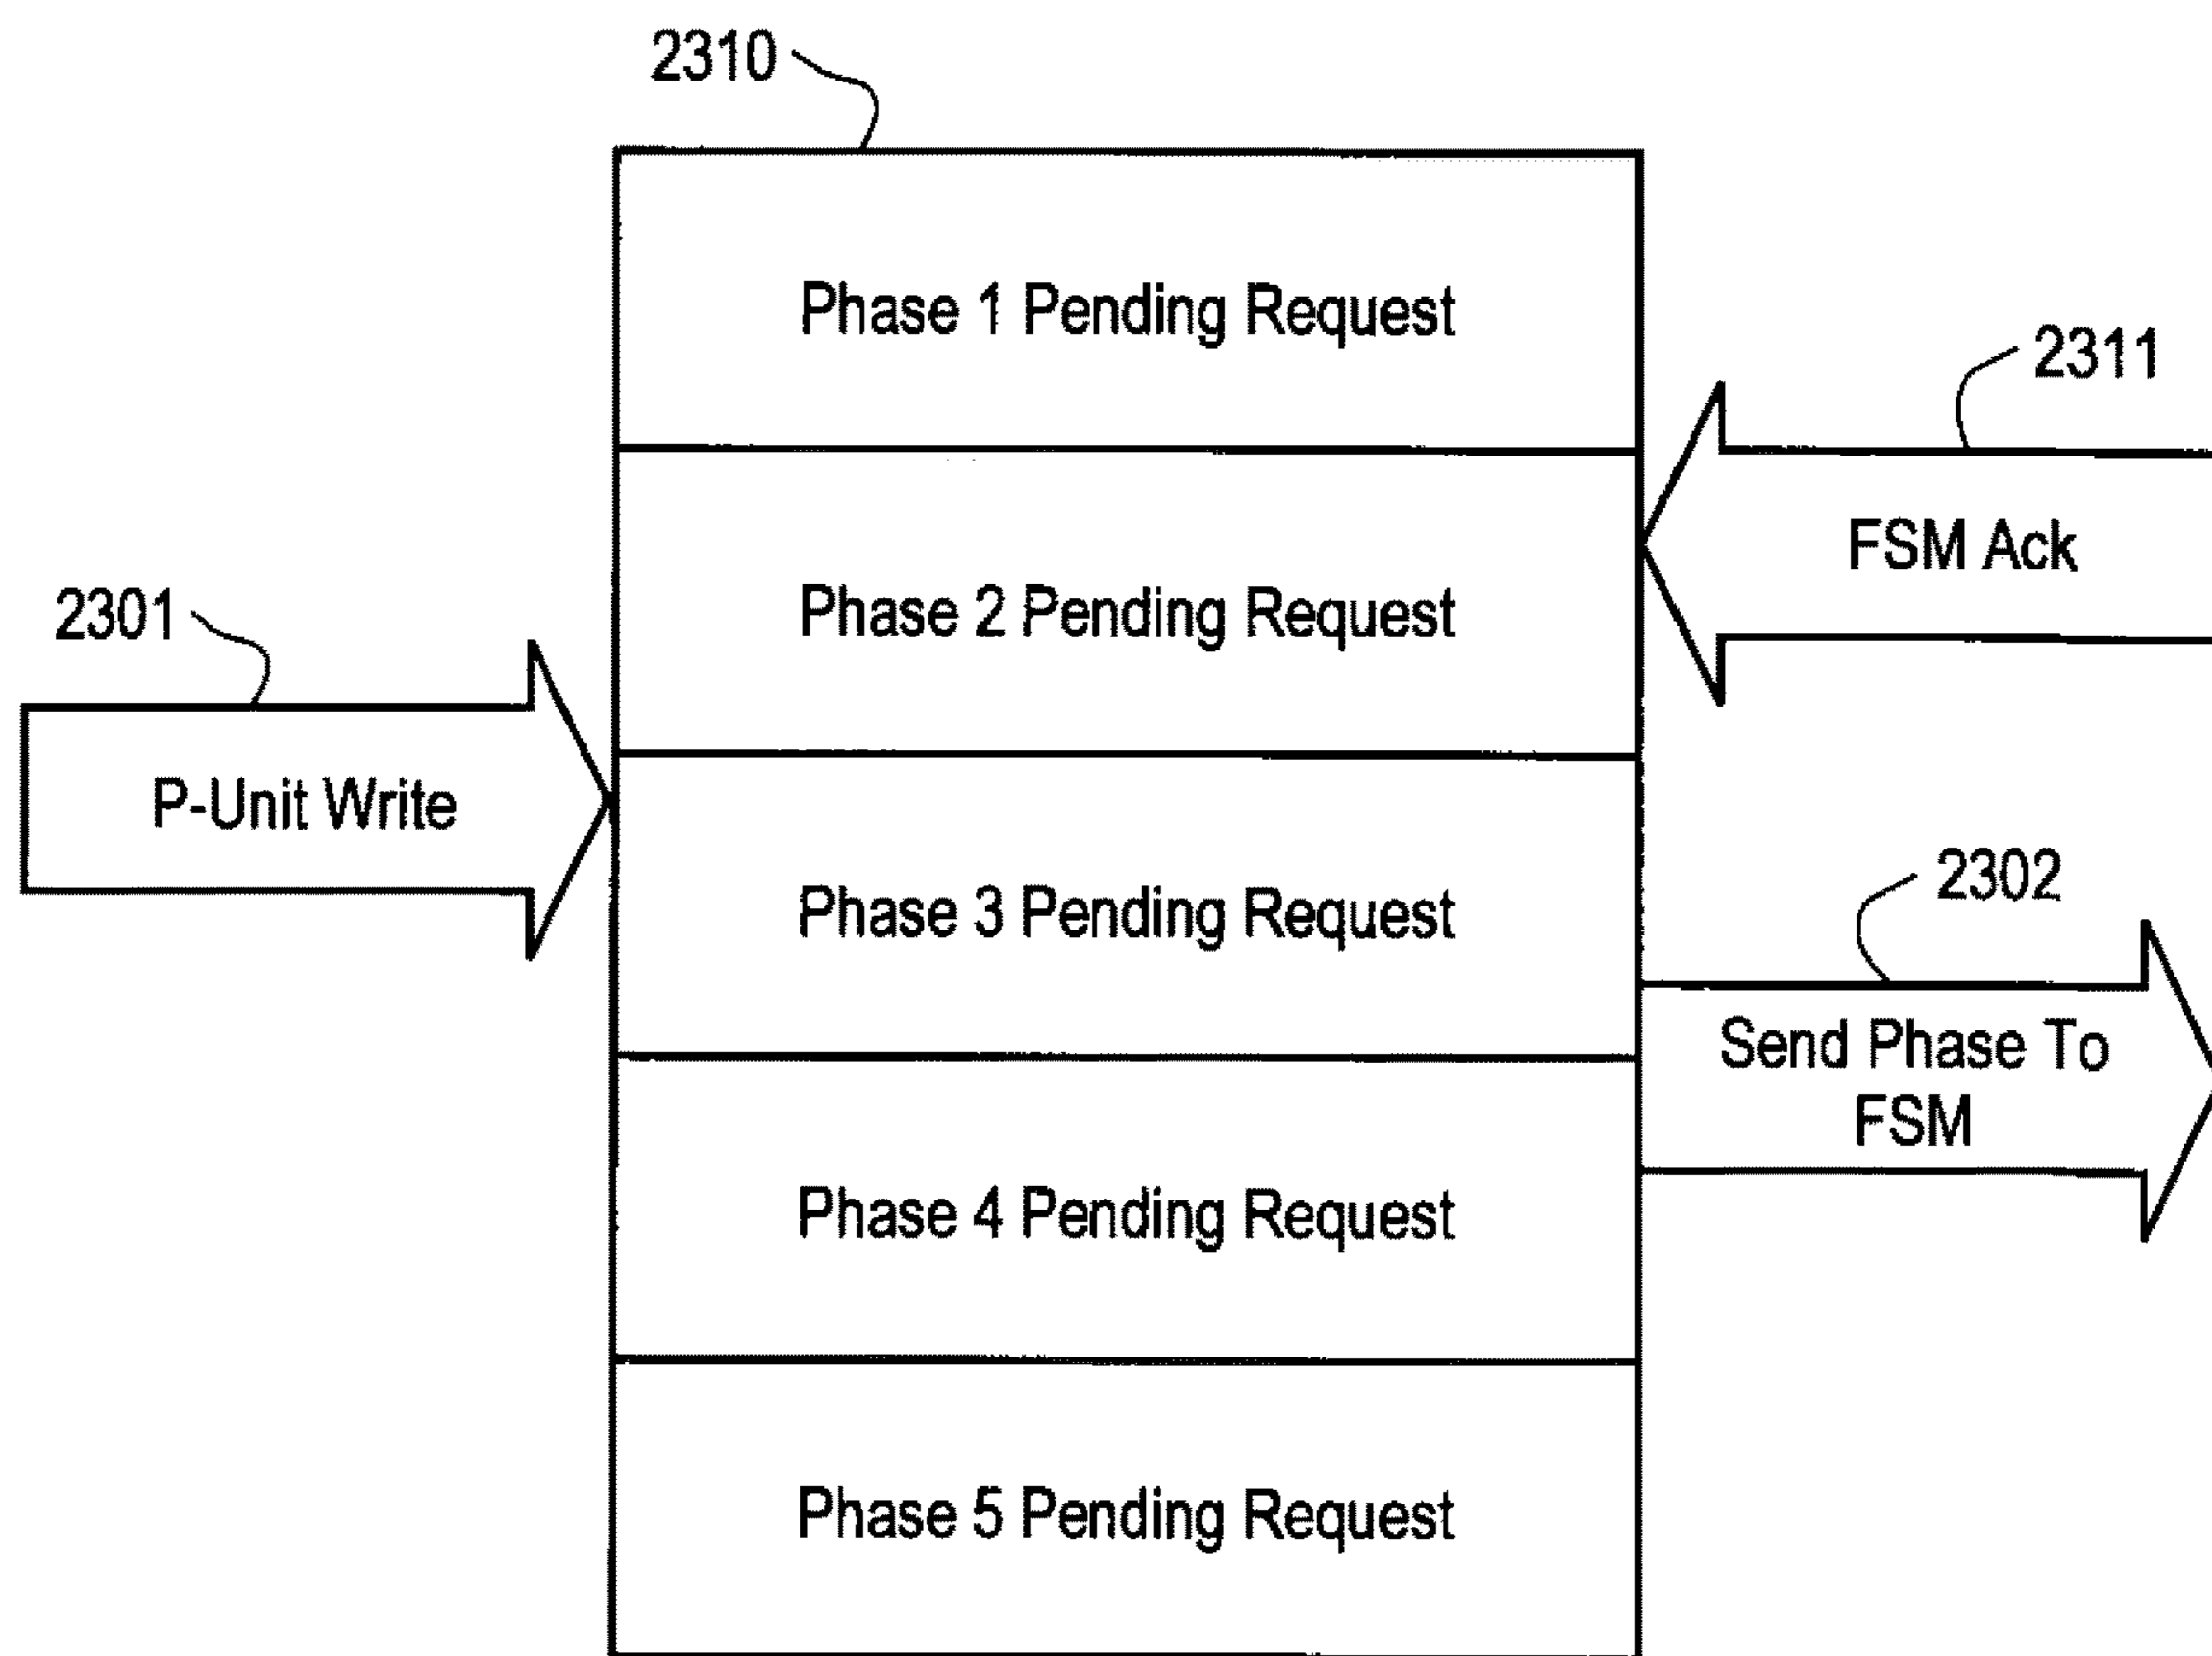 2310
Phase 1 Pending Request
2311
FSM Ack
Phase 2 Pending Request
2301
P-Unit Write
Phase 3 Pending Request
2302
Send Phase To
FSM
Phase 4 Pending Request
Phase 5 Pending Request